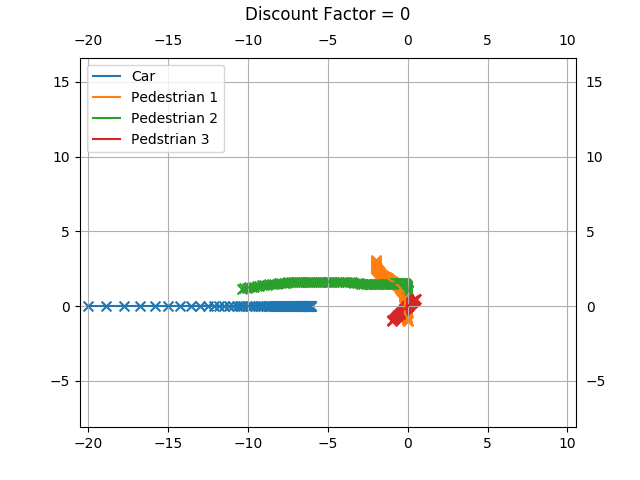 Discount Factor = 0
−20 −15 −10 −5 0 5 10
Car
Pedestrian 1
Pedestrian 2
Pedstrian 3
15 15
10 10
5 5
0 0
−5 −5
−20 −15 −10 −5 0 5 10